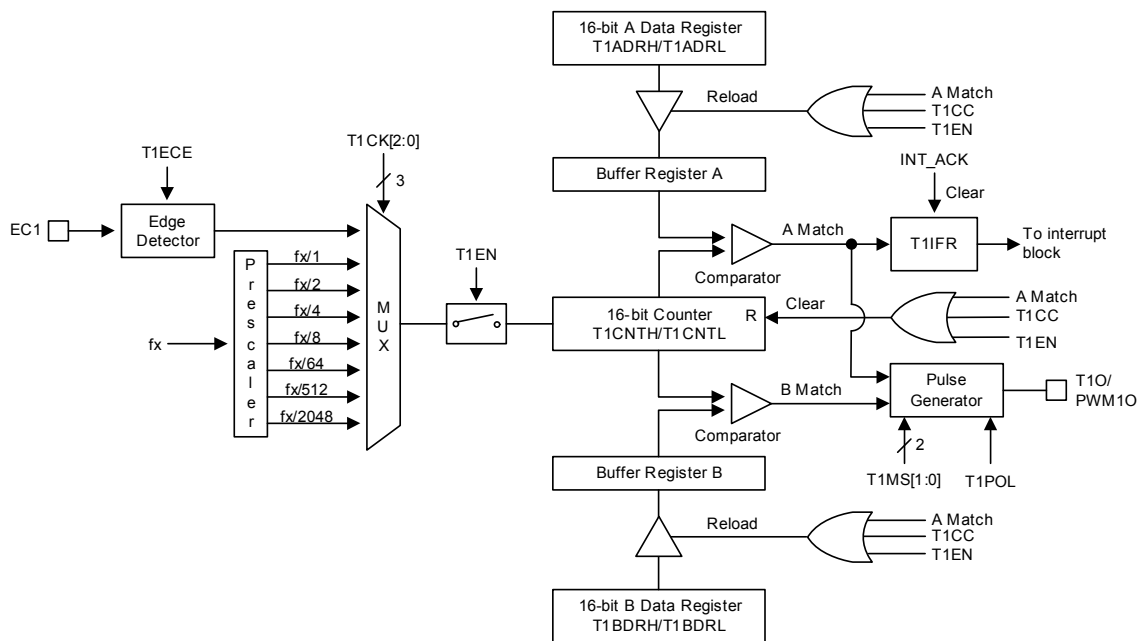 16-bit A Data Register
T1ADRH/T1ADRL
Reload
A Match
T1CC
T1EN
T1CK[2:0]
3
T1ECE
Buffer Register A
INT_ACK
Clear
EC1
Edge
Detector
A Match
T1IFR
To interrupt
block
Comparator
T1EN
Prescaler
fx/1
fx/2
fx/4
fx/8
fx/64
fx/512
fx/2048
fx
MUX
16-bit Counter
T1CNTH/T1CNTL
R
Clear
A Match
T1CC
T1EN
B Match
Comparator
Pulse
Generator
T1O/
PWM1O
2
T1MS[1:0]
T1POL
Buffer Register B
Reload
A Match
T1CC
T1EN
16-bit B Data Register
T1BDRH/T1BDRL